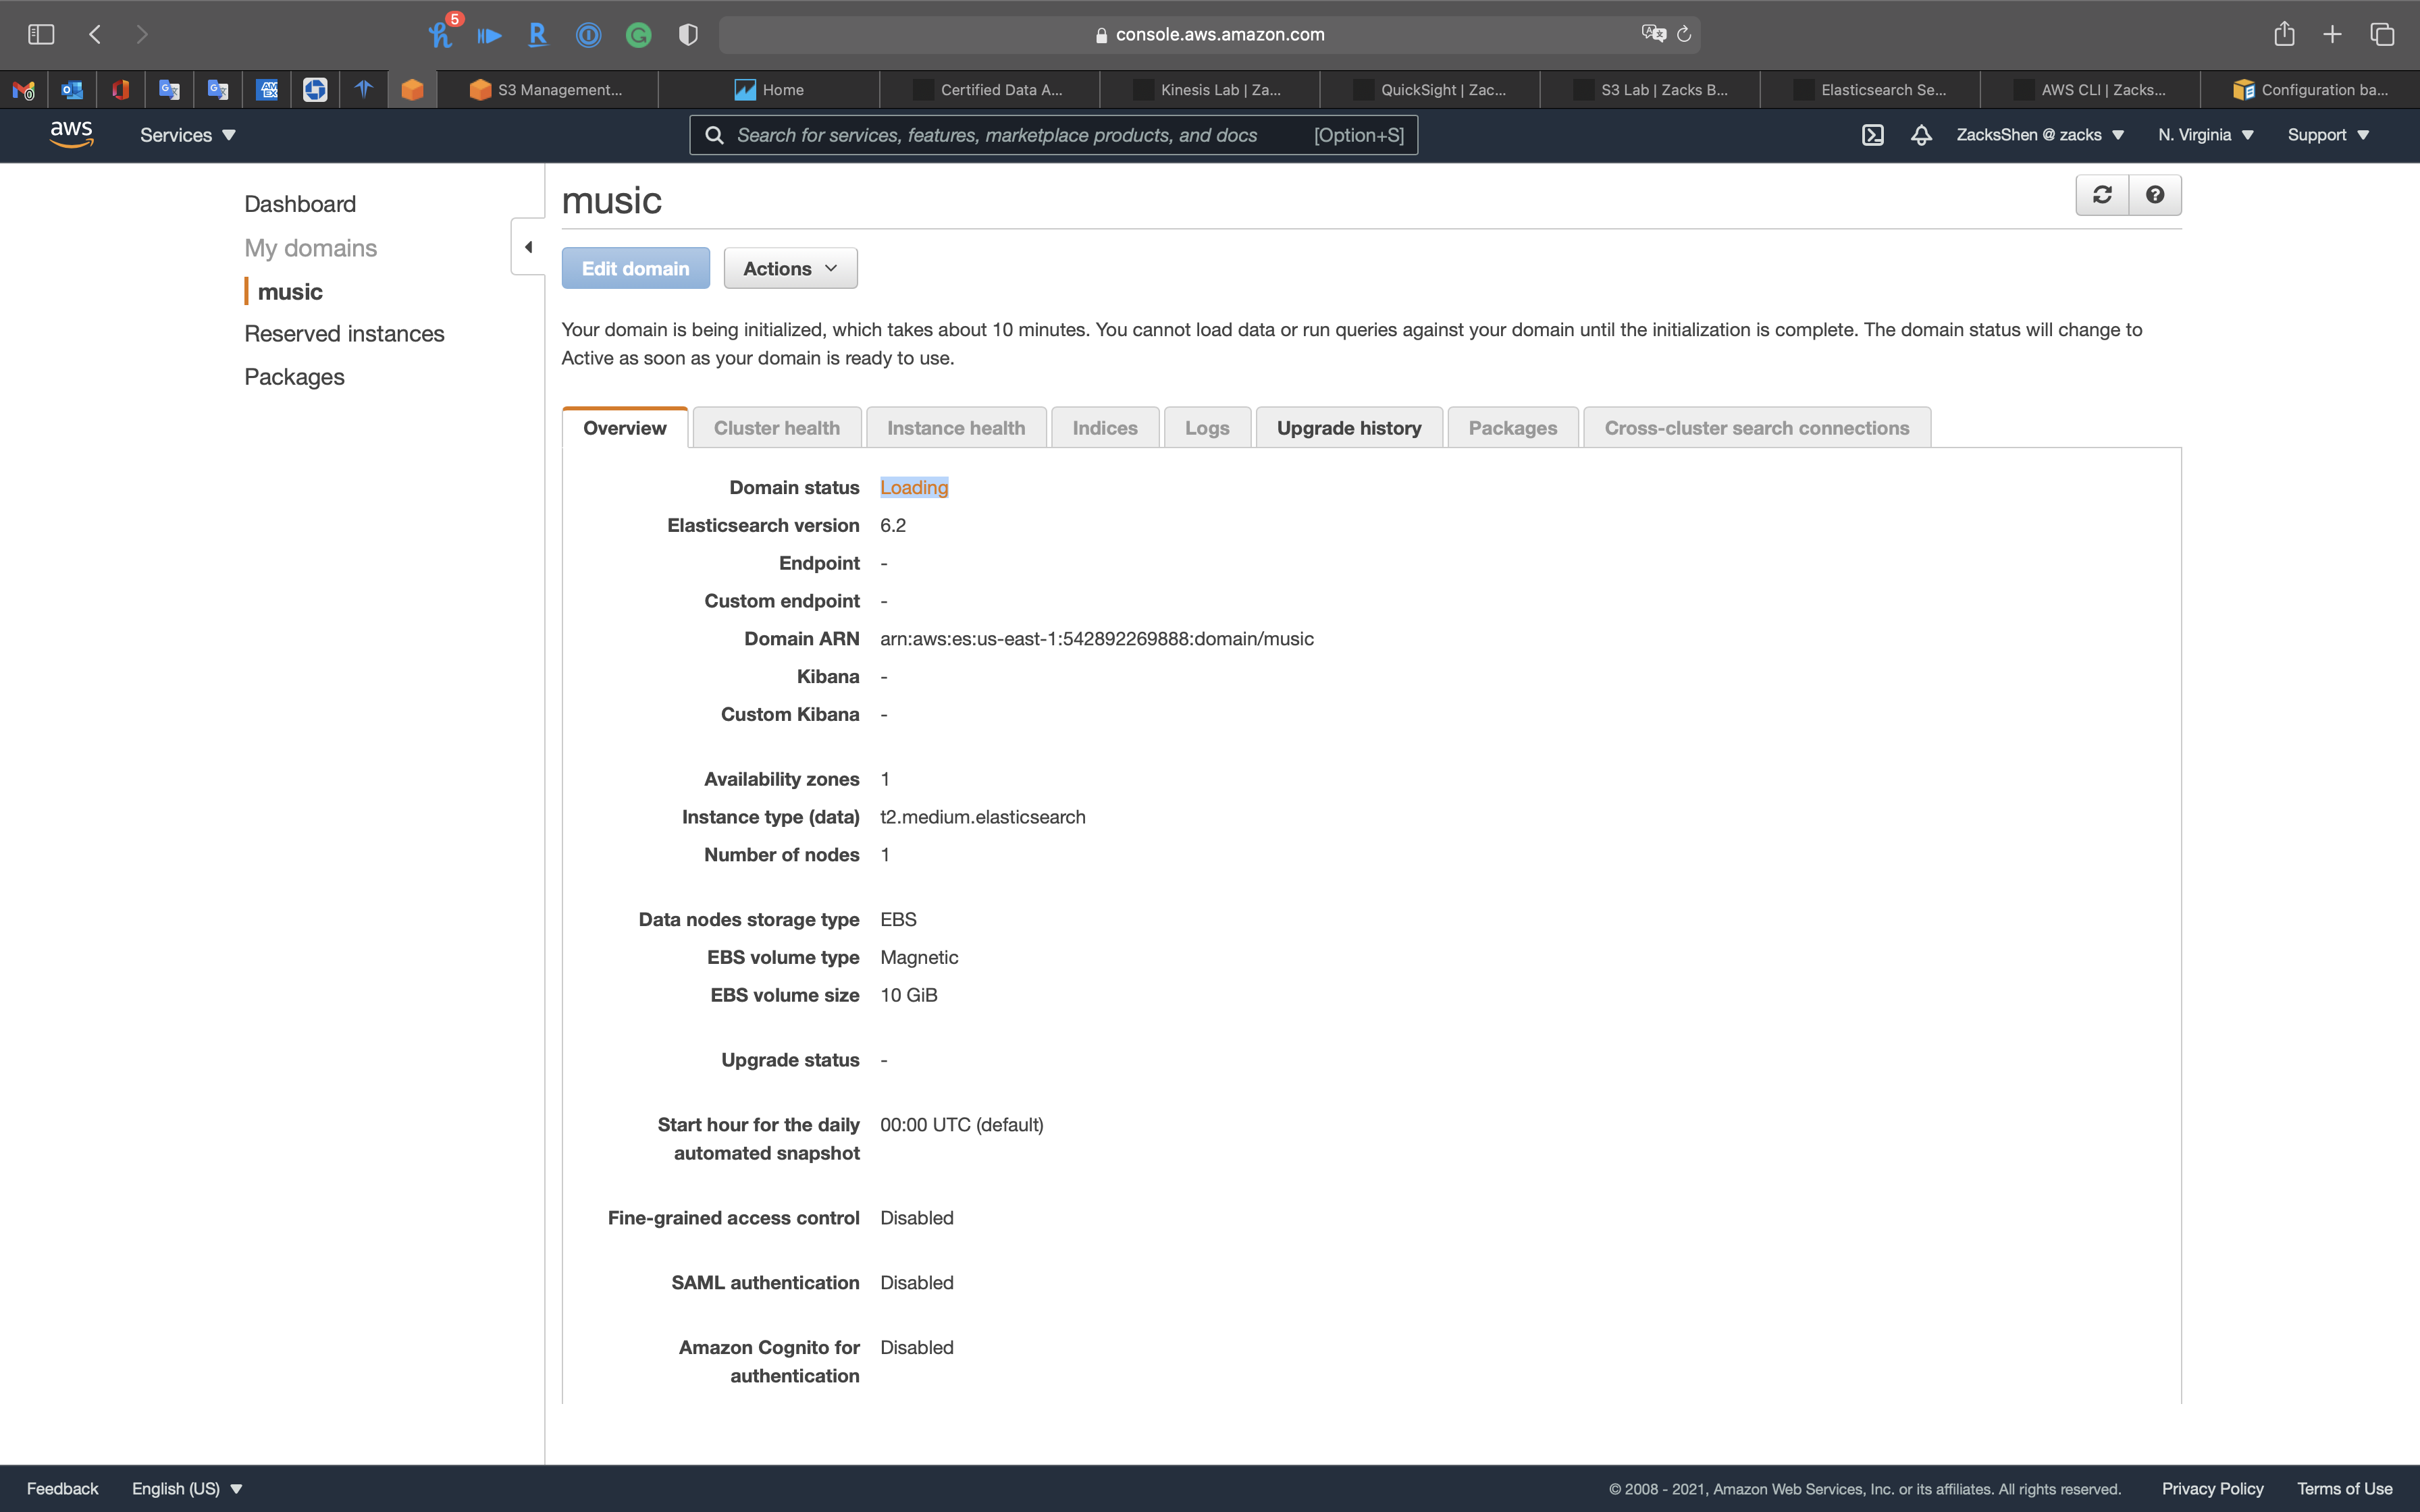 5
console.aws.amazon.com
S3 Management...
Home
Certified Data A...
Kinesis Lab | Za...
QuickSight | Zac...
S3 Lab | Zacks B...
Elasticsearch Se...
AWS CLI | Zacks...
Configuration ba...
aws
Services
Search for services, features, marketplace products, and docs [Option+S]
ZacksShen @ zacks
N. Virginia
Support
Dashboard
My domains
music
Reserved instances
Packages
music
Edit domain
Actions
Your domain is being initialized, which takes about 10 minutes. You cannot load data or run queries against your domain until the initialization is complete. The domain status will change to
Active as soon as your domain is ready to use.
Overview
Cluster health
Instance health
Indices
Logs
Upgrade history
Packages
Cross-cluster search connections
Domain status Loading
Elasticsearch version 6.2
Endpoint -
Custom endpoint -
Domain ARN arn:aws:es:us-east-1:542892269888:domain/music
Kibana -
Custom Kibana -
Availability zones 1
Instance type (data) t2.medium.elasticsearch
Number of nodes 1
Data nodes storage type EBS
EBS volume type Magnetic
EBS volume size 10 GiB
Upgrade status -
Start hour for the daily 00:00 UTC (default)
automated snapshot
Fine-grained access control Disabled
SAML authentication Disabled
Amazon Cognito for Disabled
authentication
Feedback
English (US)
© 2008 - 2021, Amazon Web Services, Inc. or its affiliates. All rights reserved.
Privacy Policy
Terms of Use